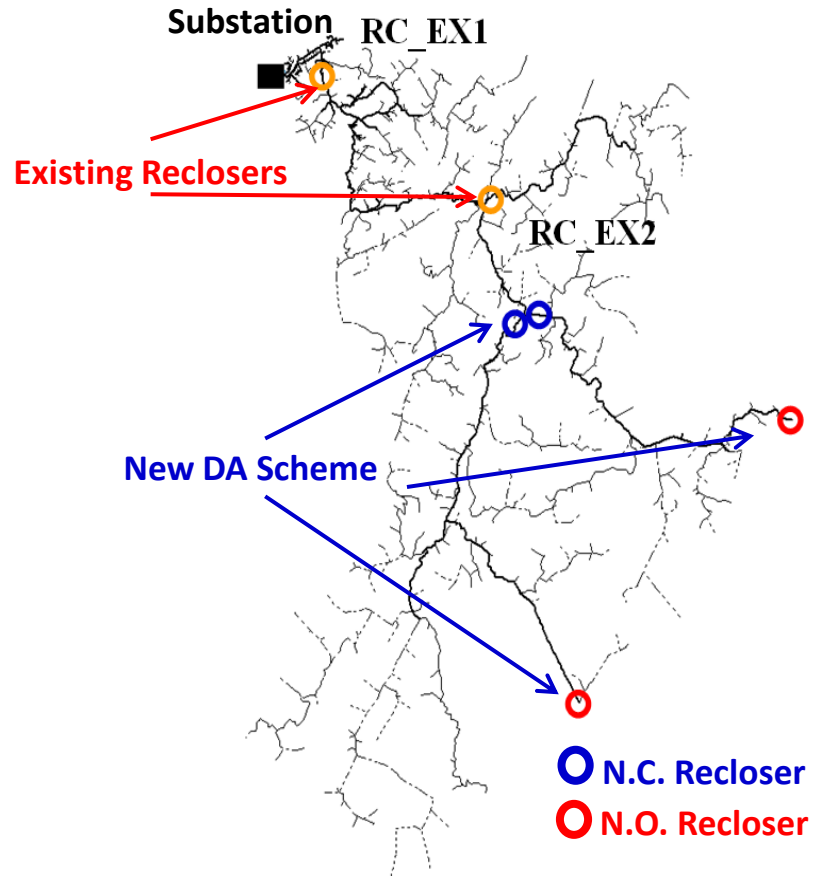 Substation
RC_EX1
Existing Reclosers
RC_EX2
New DA Scheme
N.C. Recloser
N.O. Recloser